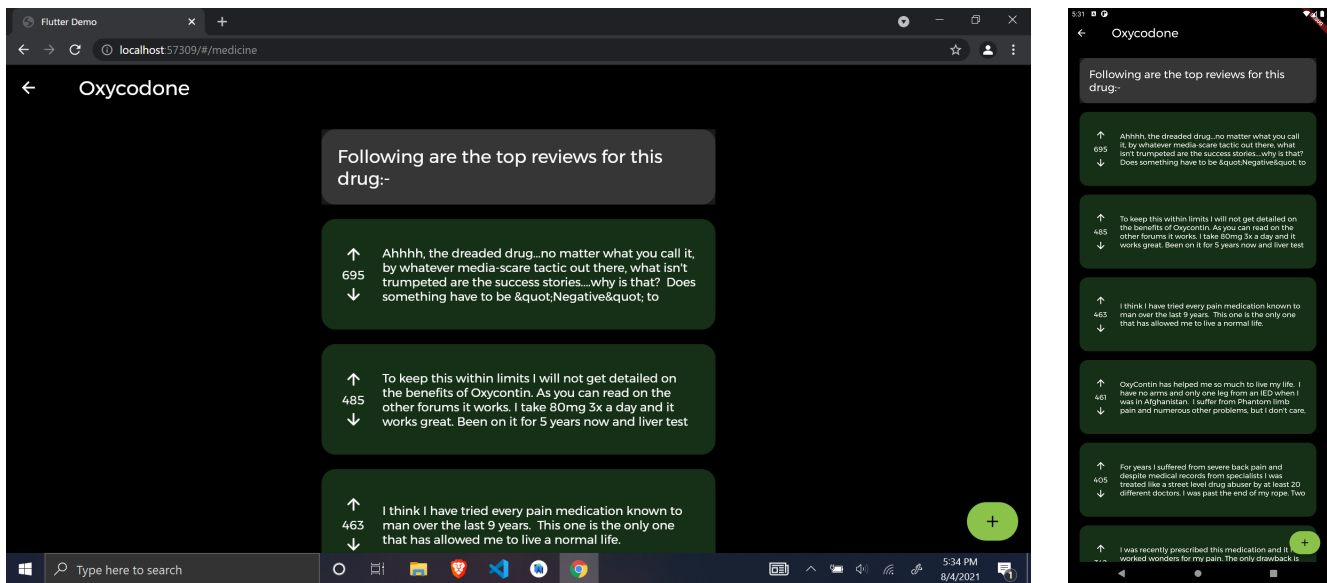 Flutter Demo
localhost:57309/#/medicine
Oxycodone
Following are the top reviews for this
drug:-
695
Ahhhh, the dreaded drug...no matter what you call it,
by whatever media-scare tactic out there, what isn't
trumpeted are the success stories....why is that?  Does
something have to be &quot;Negative&quot; to
485
To keep this within limits I will not get detailed on
the benefits of Oxycontin. As you can read on the
other forums it works. I take 80mg 3x a day and it
works great. Been on it for 5 years now and liver test
463
I think I have tried every pain medication known to
man over the last 9 years.  This one is the only one
that has allowed me to live a normal life.
+
Type here to search
5:34 PM
8/4/2021
1
5:31
Oxycodone
Following are the top reviews for this
drug:-
695
Ahhhh, the dreaded drug...no matter what you call
it, by whatever media-scare tactic out there, what
isn't trumpeted are the success stories....why is that?
Does something have to be &quot;Negative&quot; to
485
To keep this within limits I will not get detailed on
the benefits of Oxycontin. As you can read on the
other forums it works. I take 80mg 3x a day and it
works great. Been on it for 5 years now and liver test
463
I think I have tried every pain medication known to
man over the last 9 years.  This one is the only one
that has allowed me to live a normal life.
461
OxyContin has helped me so much to live my life.  I
have no arms and only one leg from an IED when I
was in Afghanistan.  I suffer from Phantom limb
pain and numerous other problems, but I don't care,
405
For years I suffered from severe back pain and
despite medical records from specialists I was
treated like a street level drug abuser by at least 20
different doctors. I was past the end of my rope. Two
I was recently prescribed this medication and it
worked wonders for my pain. The only drawback is
+